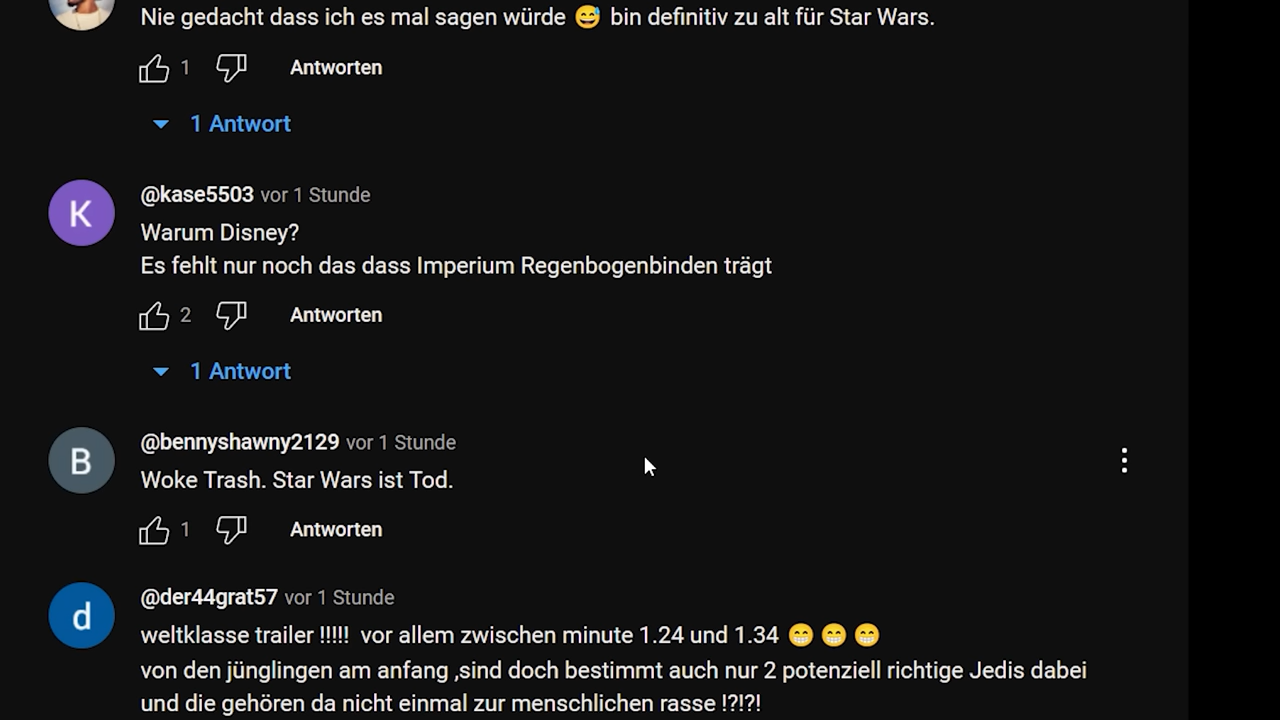 Nie gedacht dass ich es mal sagen würde 😅 bin definitiv zu alt für Star Wars.
1 Antworten
1 Antwort
K @kase5503 vor 1 Stunde
Warum Disney?
Es fehlt nur noch das dass Imperium Regenbogenbinden trägt
2 Antworten
1 Antwort
B @bennyshawny2129 vor 1 Stunde
Woke Trash. Star Wars ist Tod.
1 Antworten
d @der44grat57 vor 1 Stunde
weltklasse trailer !!!!! vor allem zwischen minute 1.24 und 1.34 😁 😁 😁
von den jünglingen am anfang ,sind doch bestimmt auch nur 2 potenziell richtige Jedis dabei
und die gehören da nicht einmal zur menschlichen rasse !?!?!